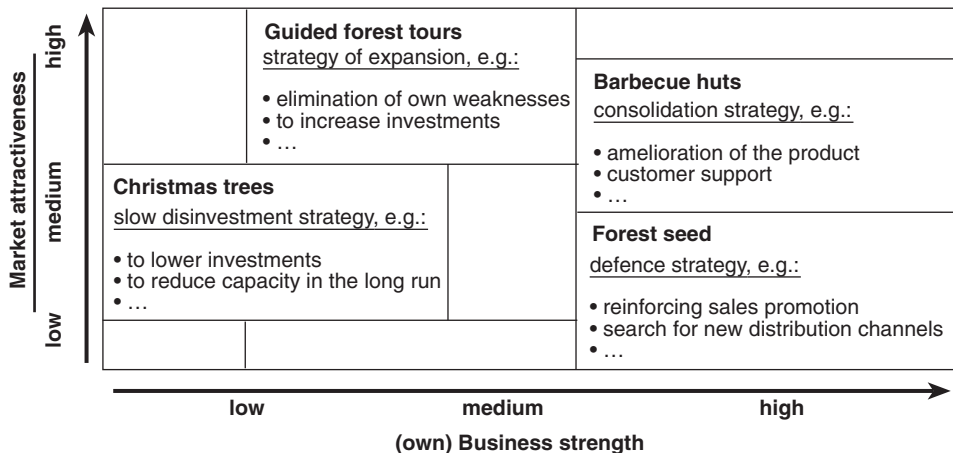 Market attractiveness
high
medium
low
Guided forest tours
strategy of expansion, e.g.:
• elimination of own weaknesses
• to increase investments
• …
Barbecue huts
consolidation strategy, e.g.:
• amelioration of the product
• customer support
• …
Christmas trees
slow disinvestment strategy, e.g.:
• to lower investments
• to reduce capacity in the long run
• …
Forest seed
defence strategy, e.g.:
• reinforcing sales promotion
• search for new distribution channels
• …
low
medium
high
(own) Business strength